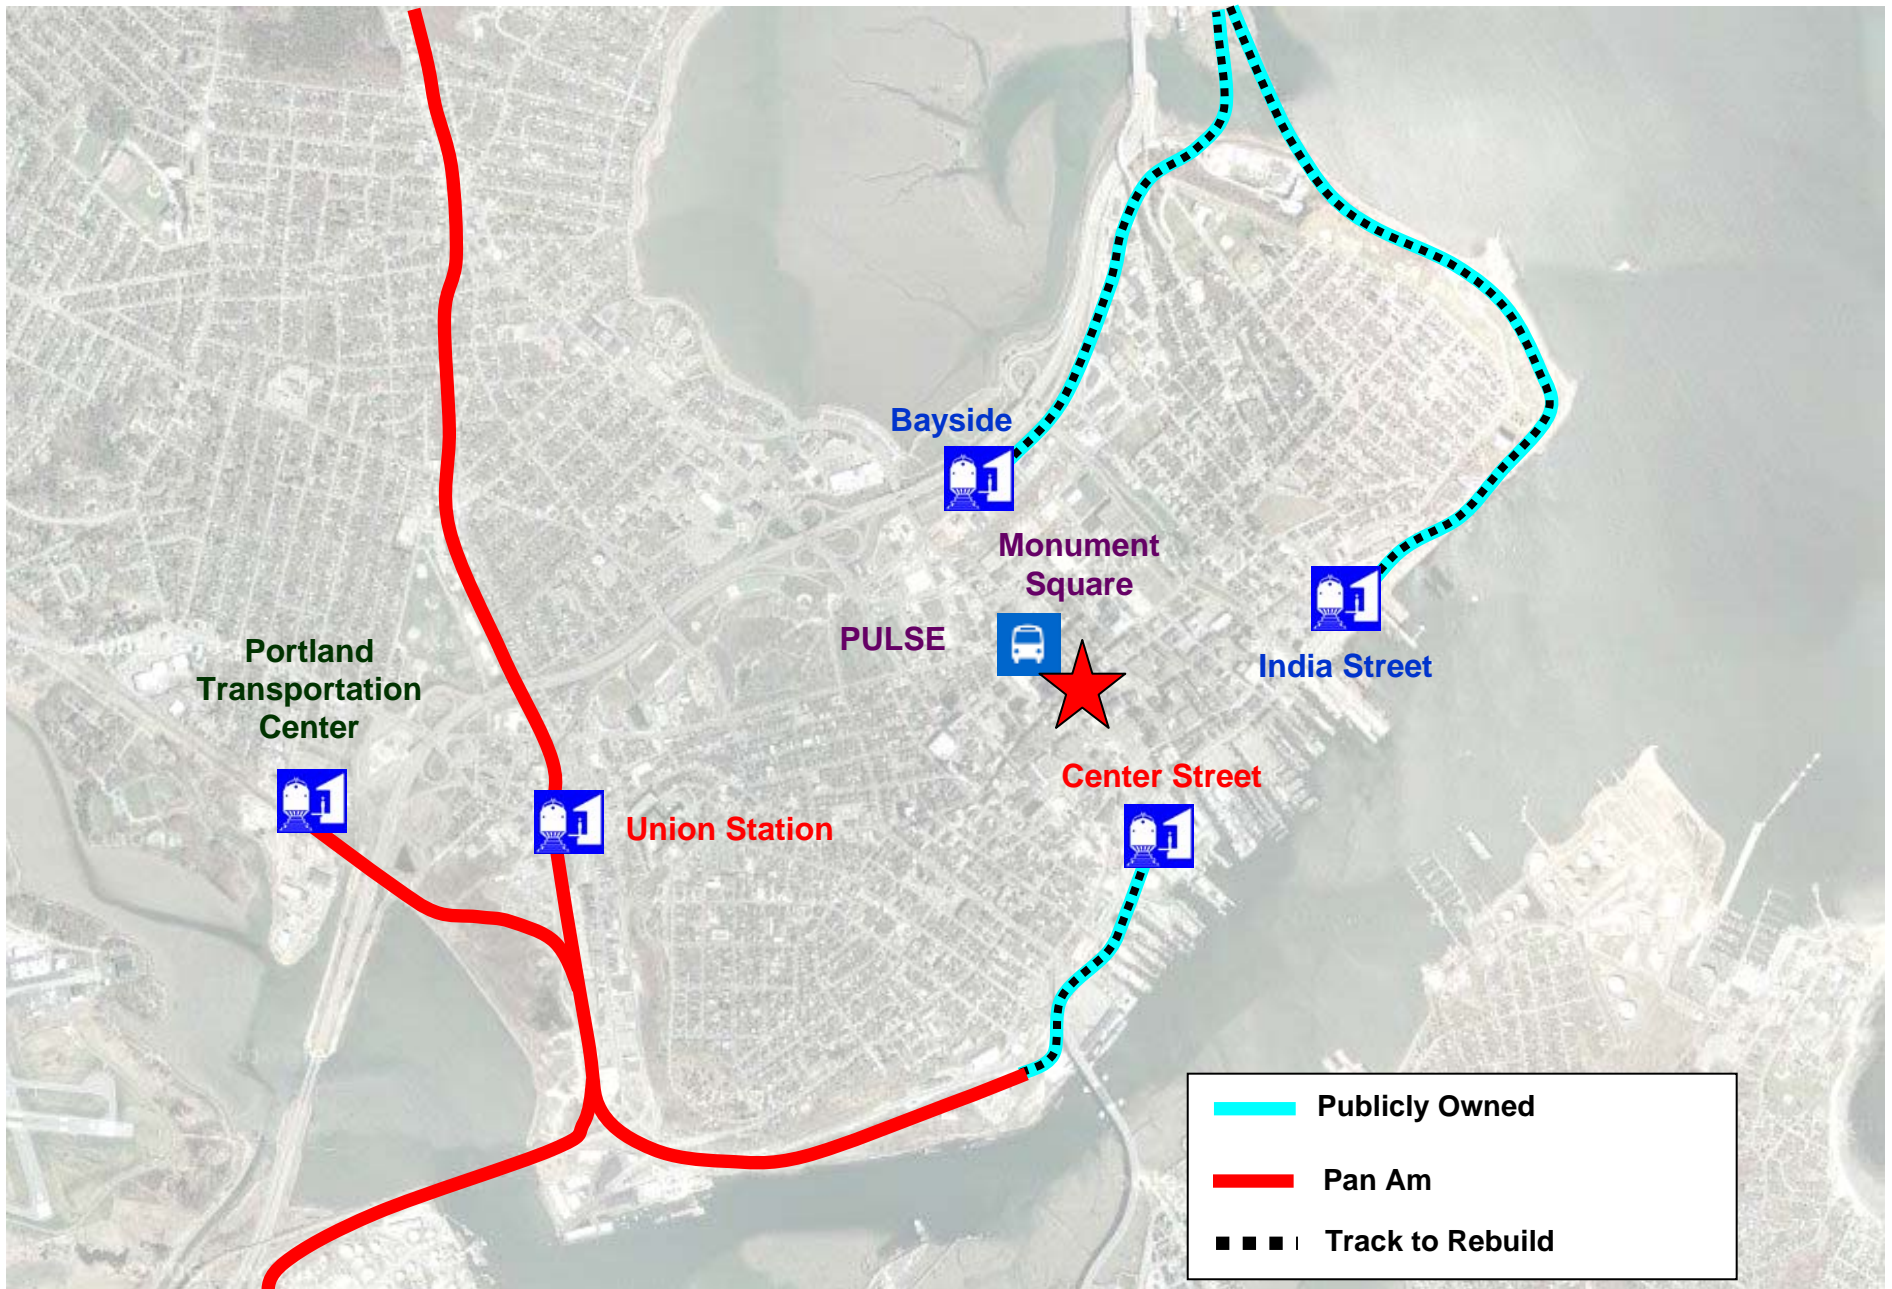 Bayside
Monument
Square
PULSE
Portland
Transportation
Center
India Street
Center Street
Union Station
Publicly Owned
Pan Am
Track to Rebuild